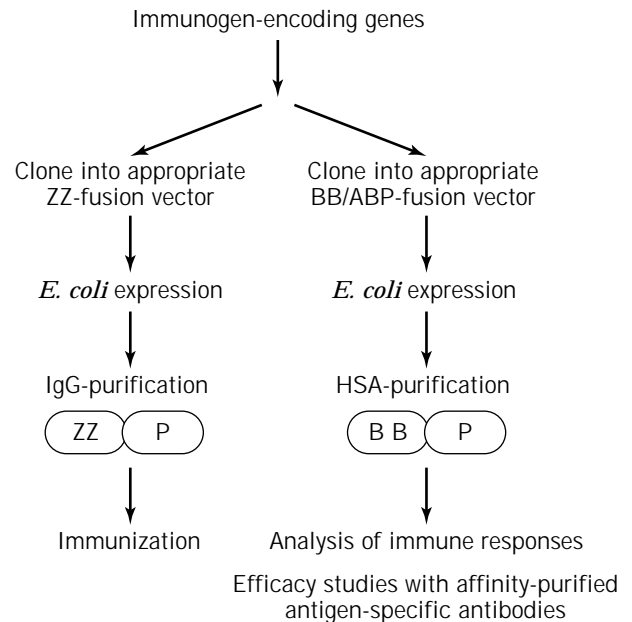 Immunogen-encoding genes
Clone into appropriate
ZZ-fusion vector
E. coli expression
IgG-purification
ZZ P
Immunization
Clone into appropriate
BB/ABP-fusion vector
E. coli expression
HSA-purification
B B P
Analysis of immune responses
Efficacy studies with affinity-purified
antigen-specific antibodies